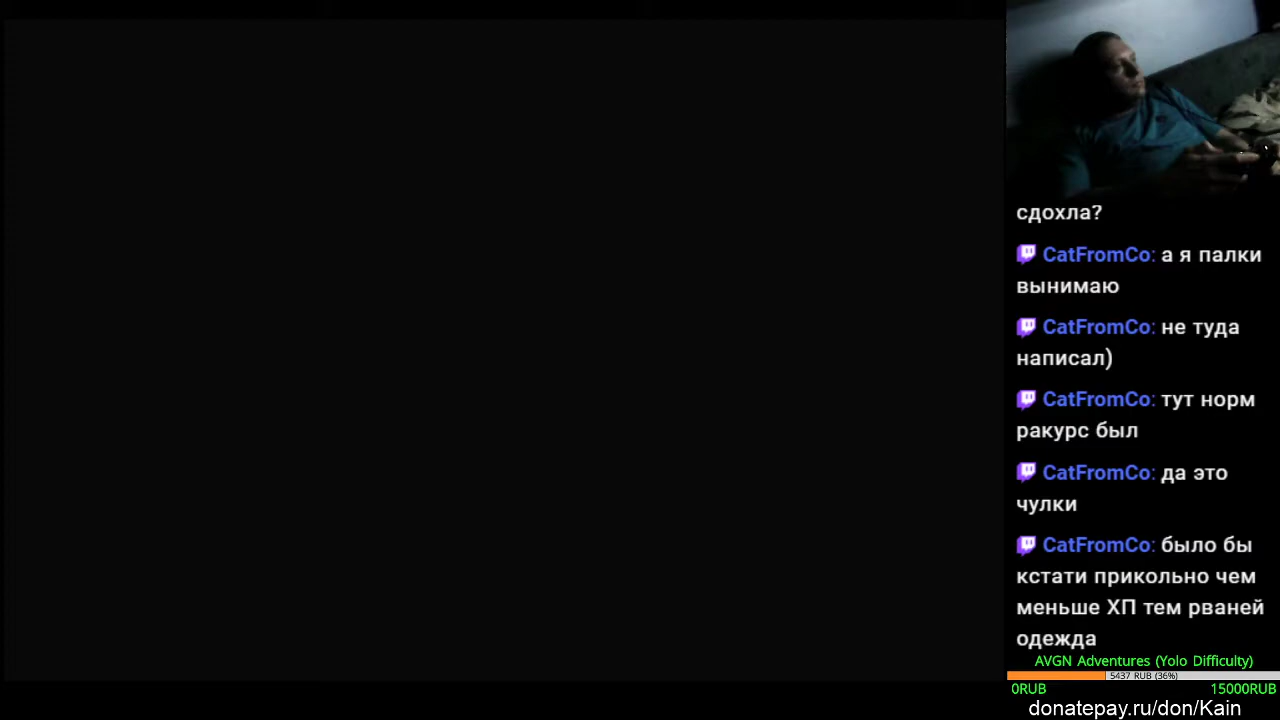 сдохла?
CatFromCo: а я палки
вынимаю
CatFromCo: не туда
написал)
CatFromCo: тут норм
ракурс был
CatFromCo: да это
чулки
CatFromCo: было бы
кстати прикольно чем
меньше ХП тем рваней
одежда
AVGN Adventures (Yolo Difficulty)
5437 RUB (36%)
0RUB 15000RUB
donatepay.ru/don/Kain